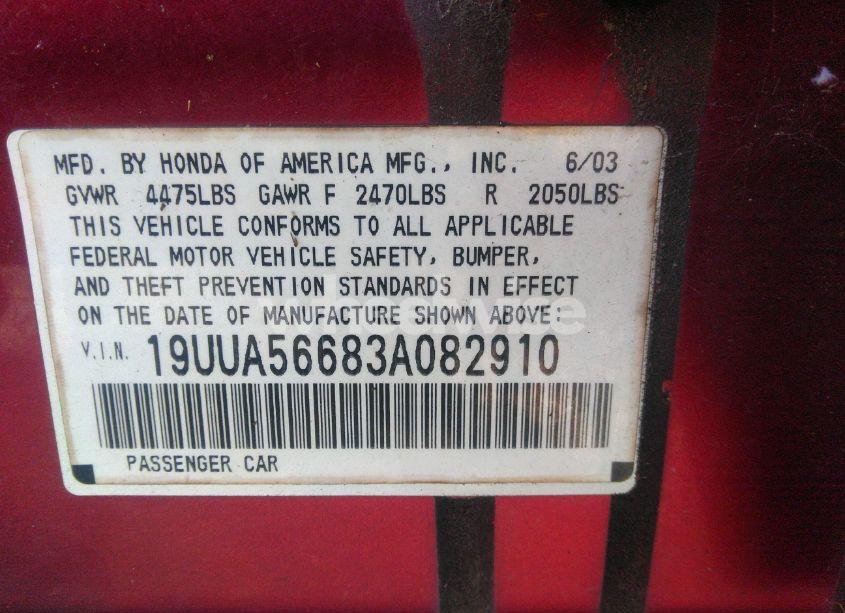 MFD. BY HONDA OF AMERICA MFG., INC. 6/03
GVWR 4475LBS GAWR F 2470LBS R 2050LBS
THIS VEHICLE CONFORMS TO ALL APPLICABLE
FEDERAL MOTOR VEHICLE SAFETY, BUMPER,
AND THEFT PREVENTION STANDARDS IN EFFECT
ON THE DATE OF MANUFACTURE SHOWN ABOVE:
V.I.N. 19UUA56683A082910
PASSENGER CAR